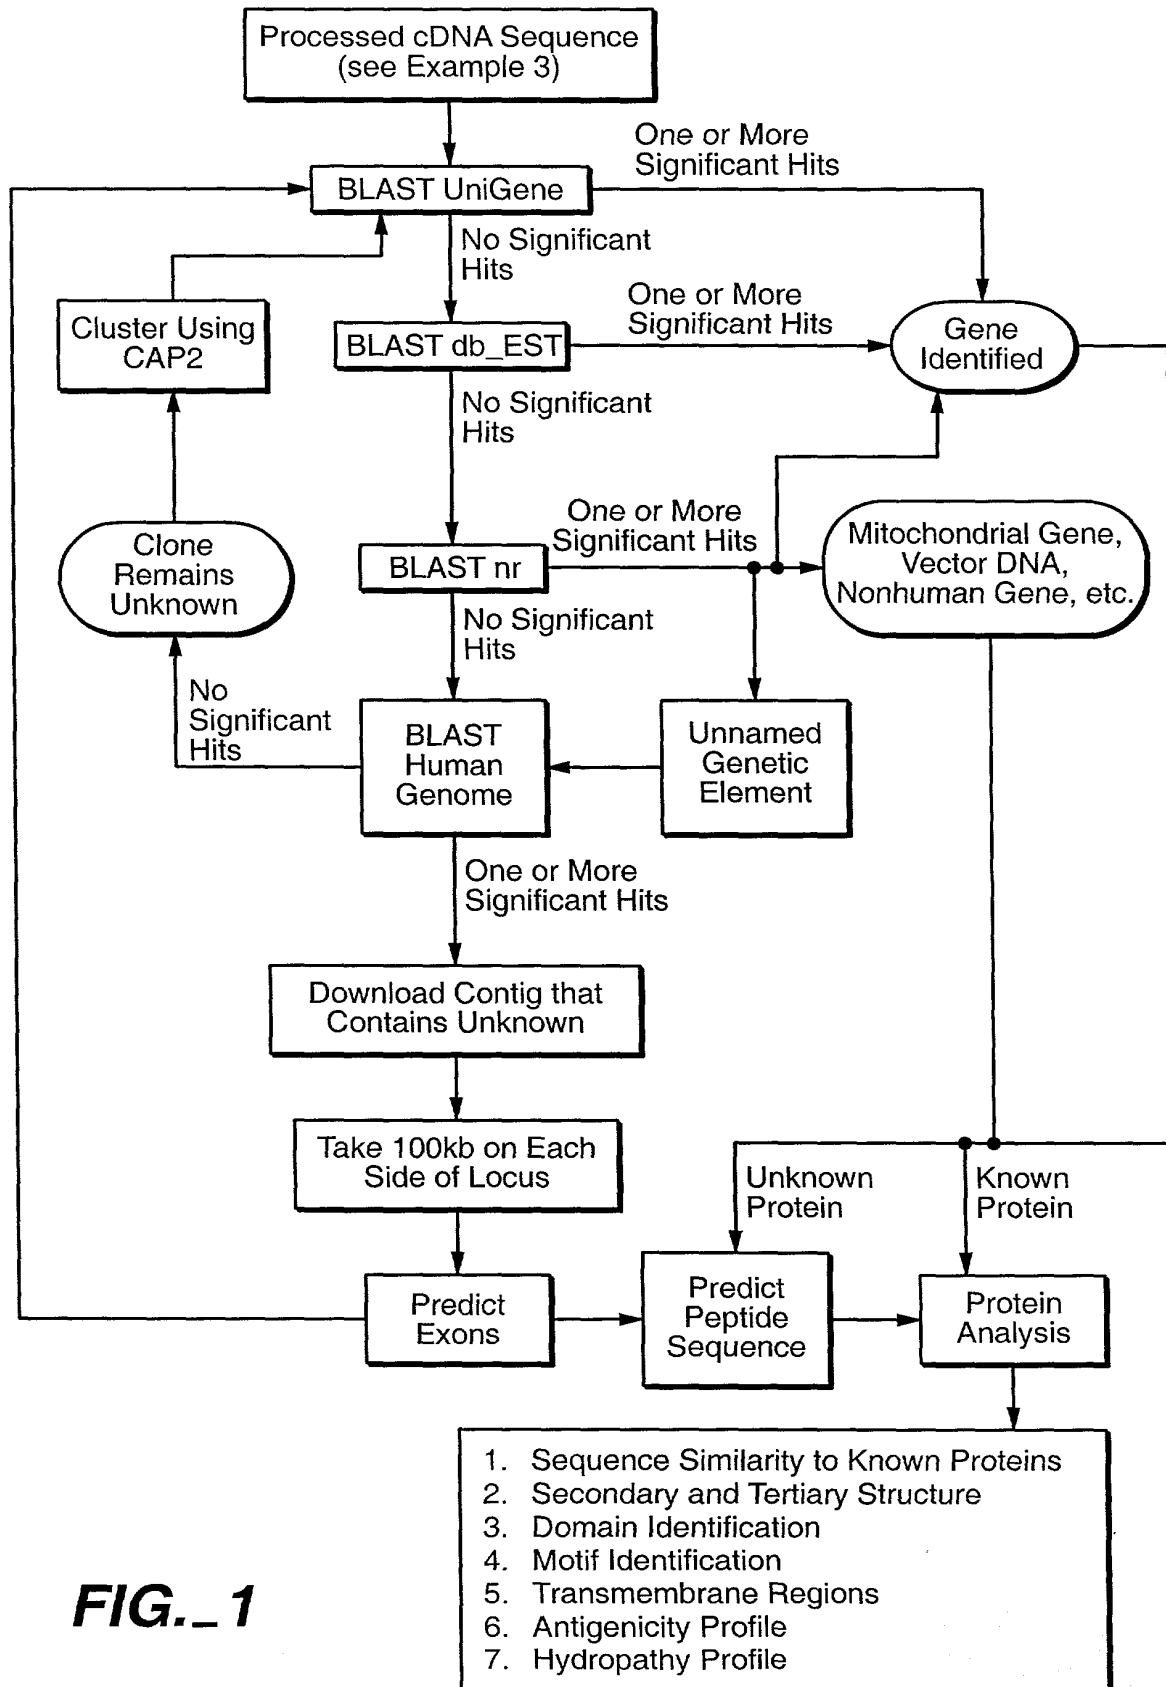 Processed cDNA Sequence
(see Example 3)
One or More
Significant Hits
BLAST UniGene
No Significant
Hits
One or More
Significant Hits
Cluster Using
CAP2
BLAST db_EST
Gene
Identified
No Significant
Hits
One or More
Significant Hits
Clone
Remains
Unknown
BLAST nr
Mitochondrial Gene,
Vector DNA,
Nonhuman Gene, etc.
No Significant
Hits
No
Significant
Hits
BLAST
Human
Genome
Unnamed
Genetic
Element
One or More
Significant Hits
Download Contig that
Contains Unknown
Take 100kb on Each
Side of Locus
Unknown
Protein
Known
Protein
Predict
Exons
Predict
Peptide
Sequence
Protein
Analysis
1. Sequence Similarity to Known Proteins
2. Secondary and Tertiary Structure
3. Domain Identification
4. Motif Identification
5. Transmembrane Regions
6. Antigenicity Profile
7. Hydropathy Profile
FIG._1